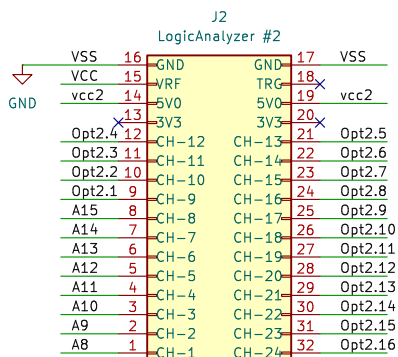 J2
LogicAnalyzer #2
VSS 16 GND GND 17 VSS
VCC 15 VRF TRG 18
vcc2 14 5V0 5V0 19 vcc2
13 3V3 3V3 20
Opt2.4 12 CH-12 CH-13 21 Opt2.5
Opt2.3 11 CH-11 CH-14 22 Opt2.6
Opt2.2 10 CH-10 CH-15 23 Opt2.7
Opt2.1 9 CH-9 CH-16 24 Opt2.8
A15 8 CH-8 CH-17 25 Opt2.9
A14 7 CH-7 CH-18 26 Opt2.10
A13 6 CH-6 CH-19 27 Opt2.11
A12 5 CH-5 CH-20 28 Opt2.12
A11 4 CH-4 CH-21 29 Opt2.13
A10 3 CH-3 CH-22 30 Opt2.14
A9 2 CH-2 CH-23 31 Opt2.15
A8 1 CH-1 CH-24 32 Opt2.16
GND